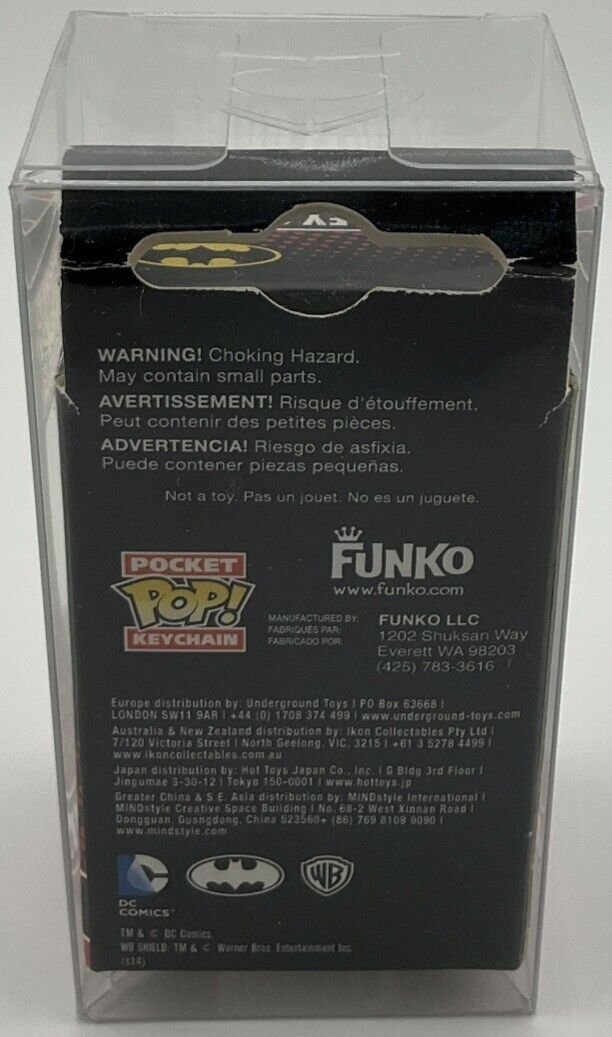 WARNING! Choking Hazard.
May contain small parts.
AVERTISSEMENT! Risque d'étouffement.
Peut contenir des petites pièces.
ADVERTENCIA! Riesgo de asfixia.
Puede contener piezas pequeñas.
Not a toy. Pas un jouet. No es un juguete.
POCKET
POP!
KEYCHAIN
FUNKO
www.funko.com
MANUFACTURED BY:
FABRIQUÉS PAR:
FABRICADO POR:
FUNKO LLC
1202 Shuksan Way
Everett WA 98203
(425) 783-3616
Europe distribution by: Underground Toys | PO Box 63668 |
LONDON SW11 9AR | +44 (0) 1708 374 499 | www.underground-toys.com
Australia & New Zealand distribution by: Ikon Collectables Pty Ltd |
7/120 Victoria Street | North Geelong, VIC, 3215 | +61 3 5278 4499 |
www.ikoncollectables.com.au
Japan distribution by: Hot Toys Japan Co., Inc. | G Bldg 3rd Floor |
Jingumae 3-30-12 | Tokyo 150-0001 | www.hottoys.jp
Greater China & S.E. Asia distribution by: MINDstyle International |
MINDstyle Creative Space Building | No. 68-2 West Xinnan Road |
Dongguan, Guangdong, China 523560+ (86) 769 8109 9090 |
www.mindstyle.com
DC
COMICS™
WB
TM & © DC Comics.
WB SHIELD: TM & © Warner Bros. Entertainment Inc.
(s14)